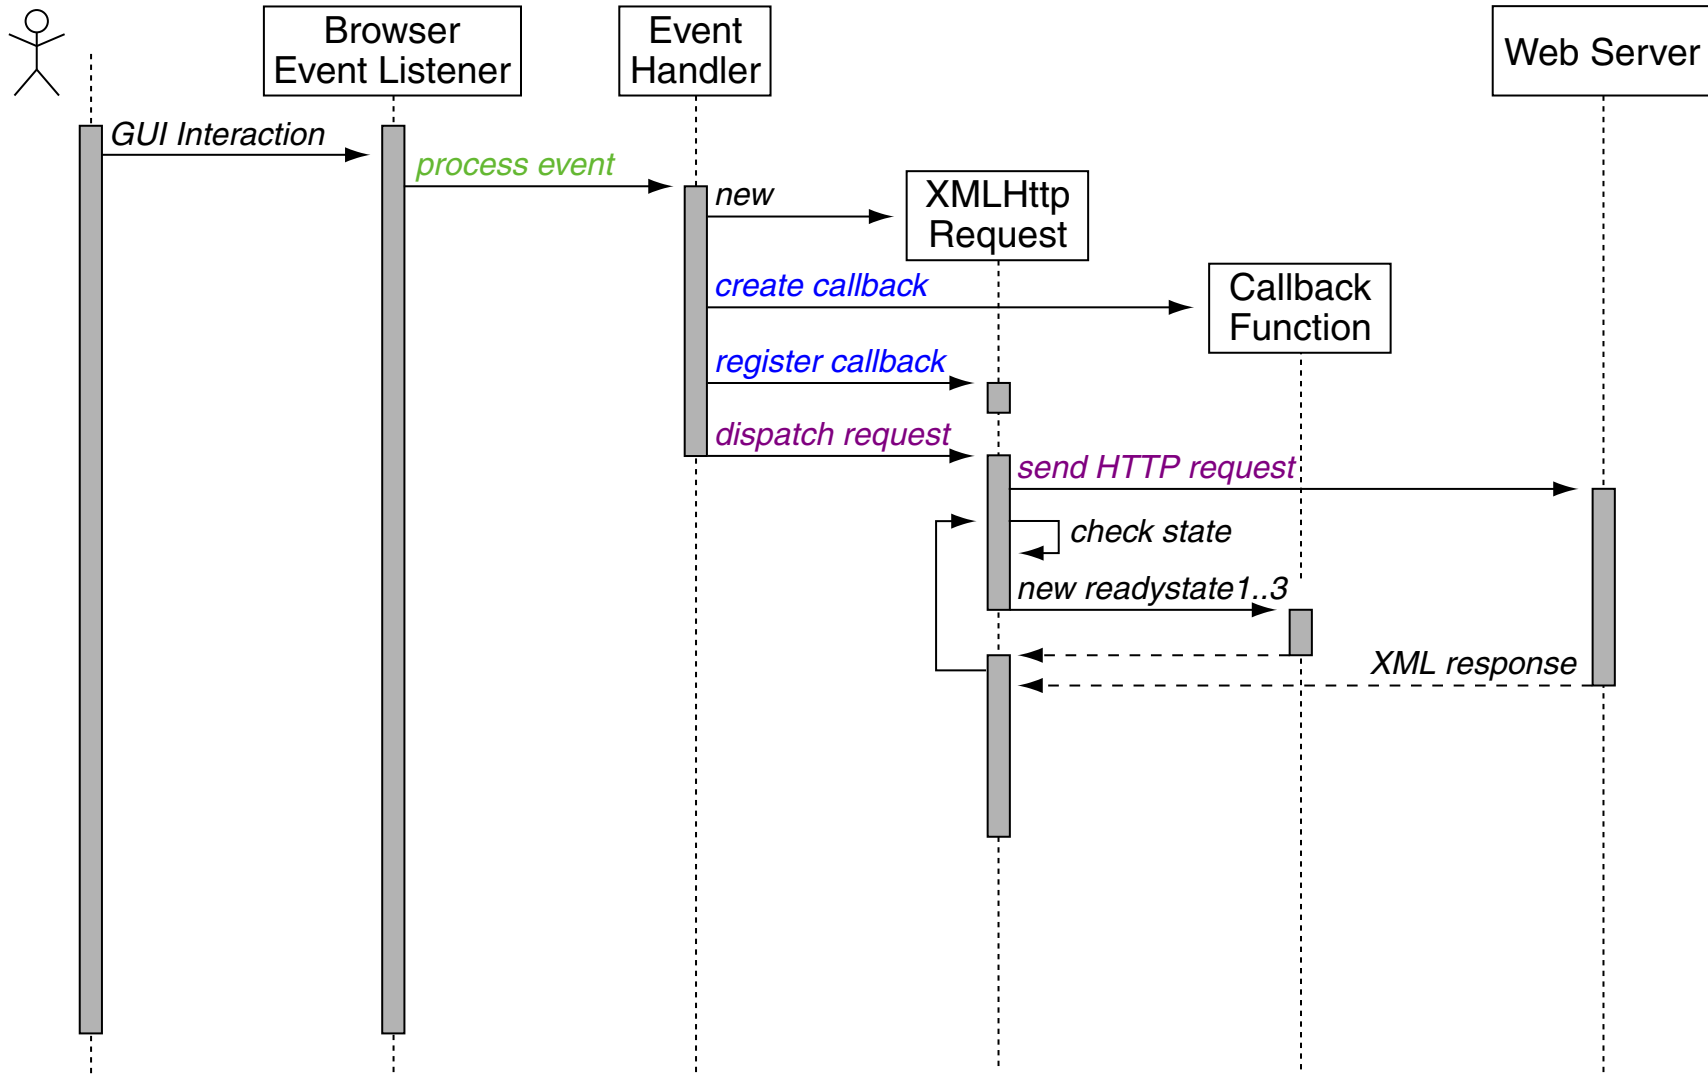 Browser
Event Listener
Event
Handler
Web Server
GUI Interaction
process event
new
XMLHttp
Request
create callback
Callback
Function
register callback
dispatch request
send HTTP request
check state
new readystate1..3
XML response